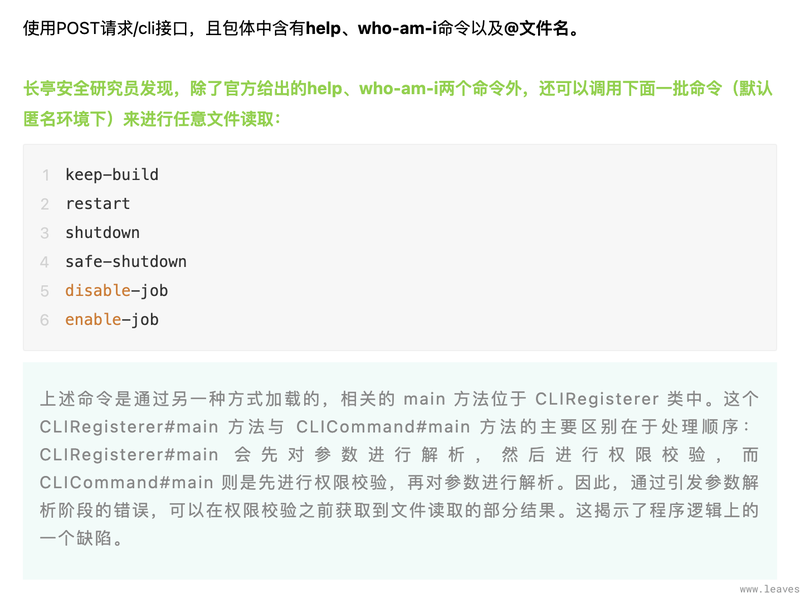 使用POST请求/cli接口，且包体中含有help、who-am-i命令以及@文件名。
长亭安全研究员发现，除了官方给出的help、who-am-i两个命令外，还可以调用下面一批命令（默认
匿名环境下）来进行任意文件读取：
1 keep-build
2 restart
3 shutdown
4 safe-shutdown
5 disable-job
6 enable-job
上述命令是通过另一种方式加载的，相关的 main 方法位于 CLIRegisterer 类中。这个
CLIRegisterer#main 方法与 CLICommand#main 方法的主要区别在于处理顺序：
CLIRegisterer#main 会先对参数进行解析，然后进行权限校验，而
CLICommand#main 则是先进行权限校验，再对参数进行解析。因此，通过引发参数解
析阶段的错误，可以在权限校验之前获取到文件读取的部分结果。这揭示了程序逻辑上的
一个缺陷。
www.leaves